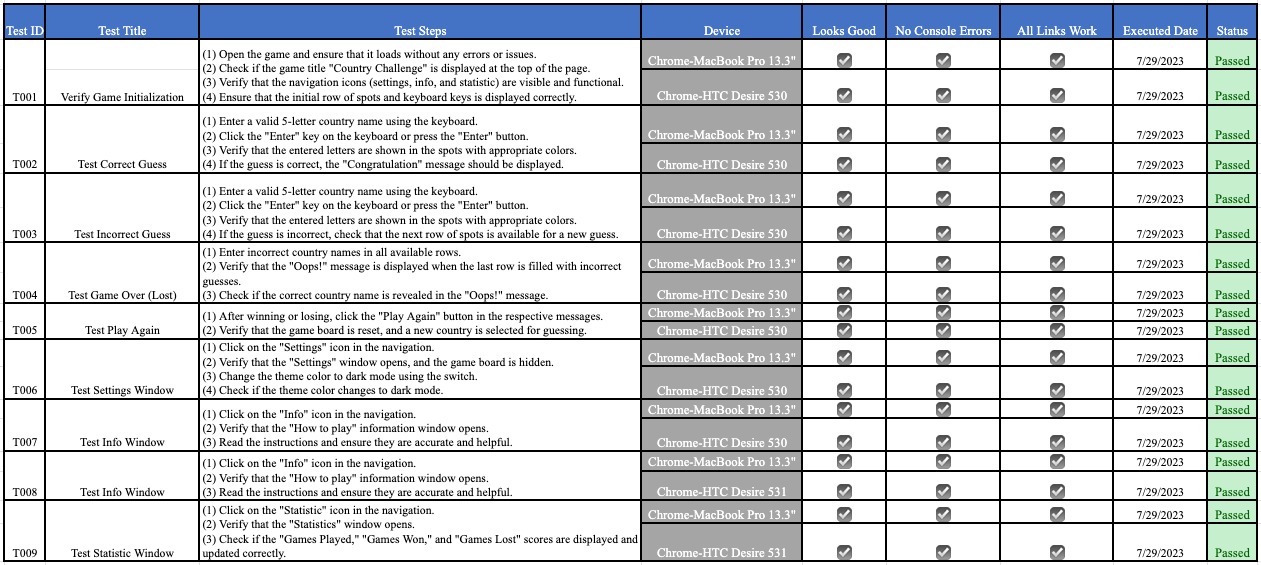 Test ID Test Title Test Steps Device Looks Good No Console Errors All Links Work Executed Date Status
(1) Open the game and ensure that it loads without any errors or issues.
(2) Check if the game title "Country Challenge" is displayed at the top of the page.
Chrome-MacBook Pro 13.3" 7/29/2023 Passed
(3) Verify that the navigation icons (settings, info, and statistic) are visible and functional.
T001 Verify Game Initialization (4) Ensure that the initial row of spots and keyboard keys is displayed correctly. Chrome-HTC Desire 530 7/29/2023 Passed
(1) Enter a valid 5-letter country name using the keyboard.
(2) Click the "Enter" key on the keyboard or press the "Enter" button. Chrome-MacBook Pro 13.3" 7/29/2023 Passed
(3) Verify that the entered letters are shown in the spots with appropriate colors.
T002 Test Correct Guess (4) If the guess is correct, the "Congratulation" message should be displayed. Chrome-HTC Desire 530 7/29/2023 Passed
(1) Enter a valid 5-letter country name using the keyboard.
(2) Click the "Enter" key on the keyboard or press the "Enter" button. Chrome-MacBook Pro 13.3" 7/29/2023 Passed
(3) Verify that the entered letters are shown in the spots with appropriate colors.
T003 Test Incorrect Guess (4) If the guess is incorrect, check that the next row of spots is available for a new guess. Chrome-HTC Desire 530 7/29/2023 Passed
(1) Enter incorrect country names in all available rows.
(2) Verify that the "Oops!" message is displayed when the last row is filled with incorrect Chrome-MacBook Pro 13.3" 7/29/2023 Passed
guesses.
T004 Test Game Over (Lost) (3) Check if the correct country name is revealed in the "Oops!" message. Chrome-HTC Desire 530 7/29/2023 Passed
(1) After winning or losing, click the "Play Again" button in the respective messages. Chrome-MacBook Pro 13.3" 7/29/2023 Passed
T005 Test Play Again (2) Verify that the game board is reset, and a new country is selected for guessing. Chrome-HTC Desire 530 7/29/2023 Passed
(1) Click on the "Settings" icon in the navigation.
(2) Verify that the "Settings" window opens, and the game board is hidden. Chrome-MacBook Pro 13.3" 7/29/2023 Passed
(3) Change the theme color to dark mode using the switch.
T006 Test Settings Window (4) Check if the theme color changes to dark mode. Chrome-HTC Desire 530 7/29/2023 Passed
(1) Click on the "Info" icon in the navigation. Chrome-MacBook Pro 13.3" 7/29/2023 Passed
(2) Verify that the "How to play" information window opens.
T007 Test Info Window (3) Read the instructions and ensure they are accurate and helpful. Chrome-HTC Desire 530 7/29/2023 Passed
(1) Click on the "Info" icon in the navigation. Chrome-MacBook Pro 13.3" 7/29/2023 Passed
(2) Verify that the "How to play" information window opens.
T008 Test Info Window (3) Read the instructions and ensure they are accurate and helpful. Chrome-HTC Desire 531 7/29/2023 Passed
(1) Click on the "Statistic" icon in the navigation. Chrome-MacBook Pro 13.3" 7/29/2023 Passed
(2) Verify that the "Statistics" window opens.
(3) Check if the "Games Played," "Games Won," and "Games Lost" scores are displayed and
T009 Test Statistic Window updated correctly. Chrome-HTC Desire 531 7/29/2023 Passed